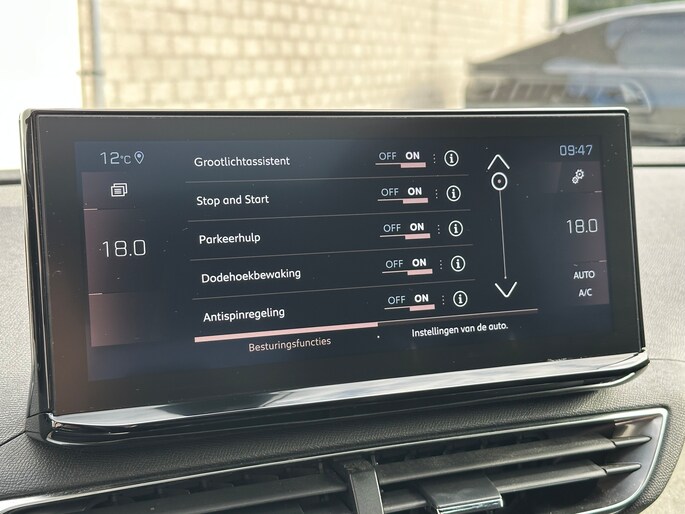 12°C
09:47
Grootlichtassistent OFF ON
Stop and Start OFF ON
18.0
Parkeerhulp OFF ON
18.0
Dodehoekbewaking OFF ON
AUTO
A/C
Antispinregeling OFF ON
Besturingsfuncties
Instellingen van de auto.